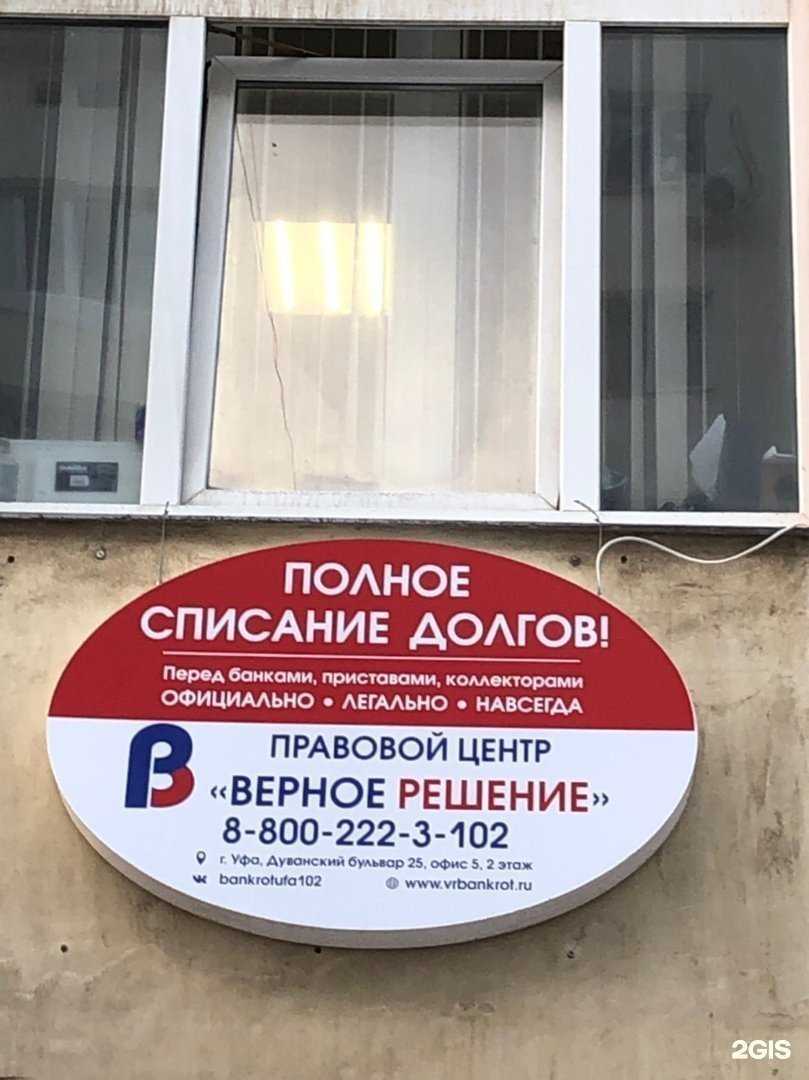 ПОЛНОЕ
СПИСАНИЕ ДОЛГОВ!
Перед банками, приставами, коллекторами
ОФИЦИАЛЬНО • ЛЕГАЛЬНО • НАВСЕГДА
ПРАВОВОЙ ЦЕНТР
«ВЕРНОЕ РЕШЕНИЕ»
8-800-222-3-102
г. Уфа, Дуванский бульвар 25, офис 5, 2 этаж
bankrotufa102 www.vrbankrot.ru
2GIS